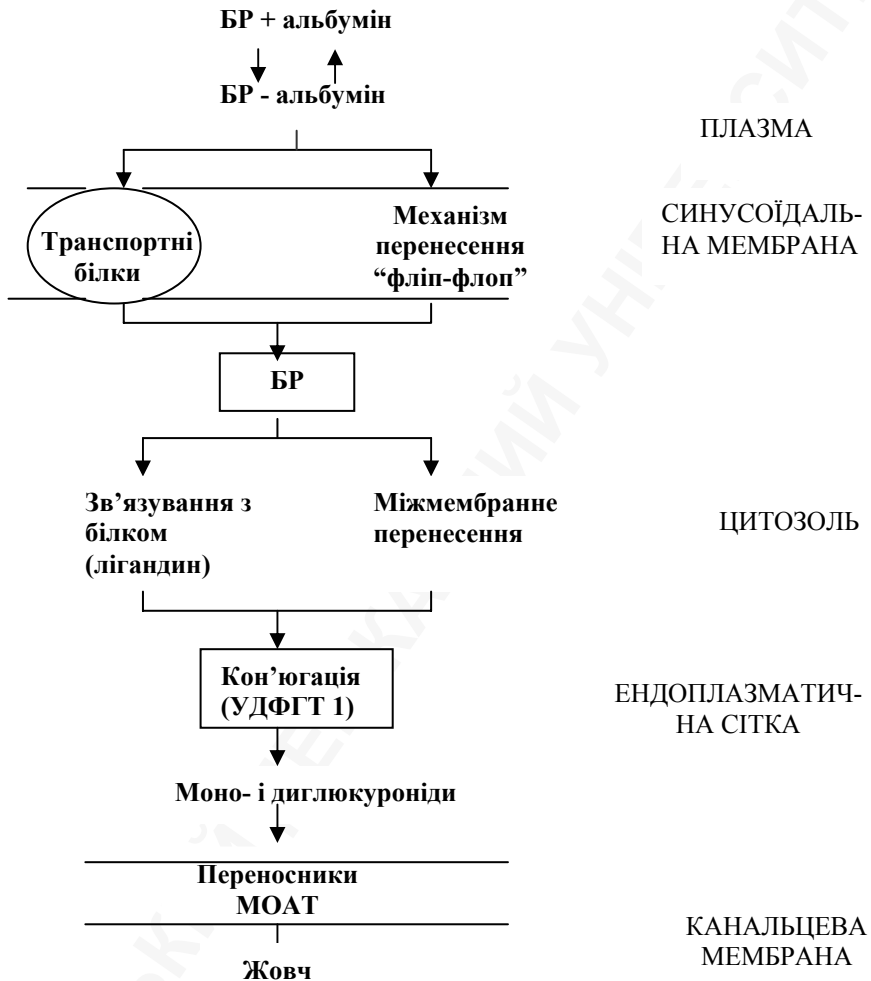 БР + альбумін
БР - альбумін
ПЛАЗМА
Транспортні
білки
Механізм
перенесення
“фліп-флоп”
СИНУСОЇДАЛЬ-
НА МЕМБРАНА
БР
Зв’язування з
білком
(лігандин)
Міжмембранне
перенесення
ЦИТОЗОЛЬ
Кон’югація
(УДФГТ 1)
ЕНДОПЛАЗМАТИЧ-
НА СІТКА
Моно- і диглюкуроніди
Переносники
МОАТ
КАНАЛЬЦЕВА
МЕМБРАНА
Жовч